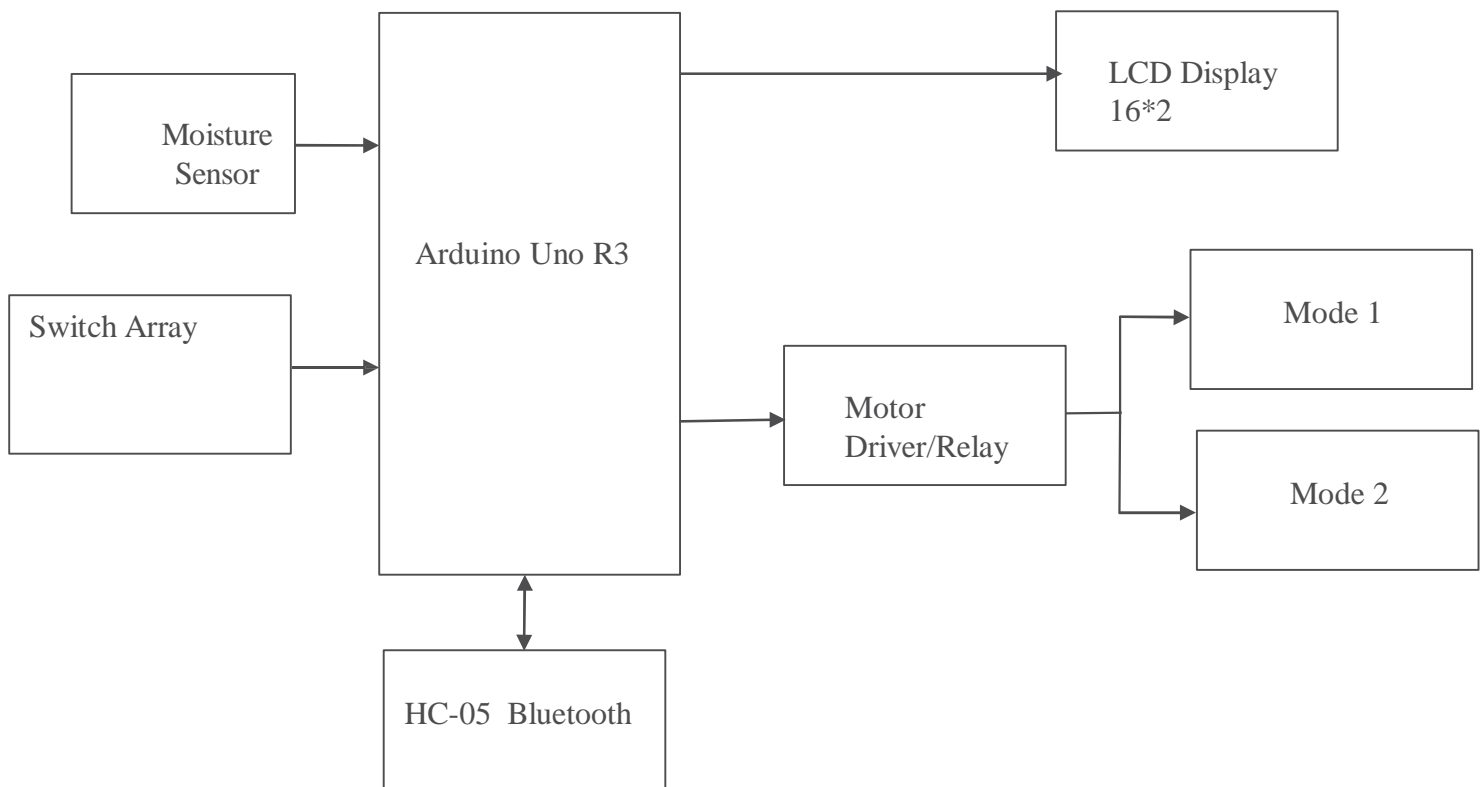 LCD Display
16*2
Moisture
Sensor
Arduino Uno R3
Switch Array
Mode 1
Motor
Driver/Relay
Mode 2
HC-05 Bluetooth